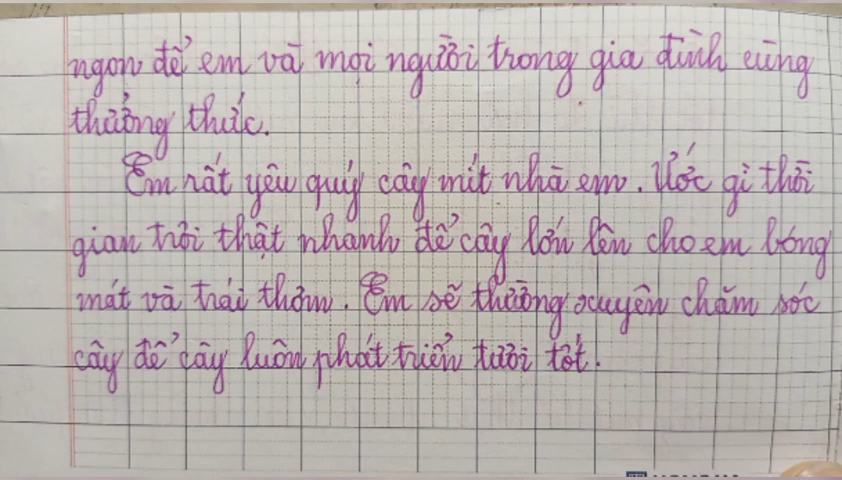 ngon để em và mọi người trong gia đình cùng
thưởng thức.
Em rất yêu quý cây mít nhà em. Ước gì thời
gian trôi thật nhanh để cây lớn lên cho em bóng
mát và trái thơm. Em sẽ thường xuyên chăm sóc
cây để cây luôn phát triển tươi tốt.